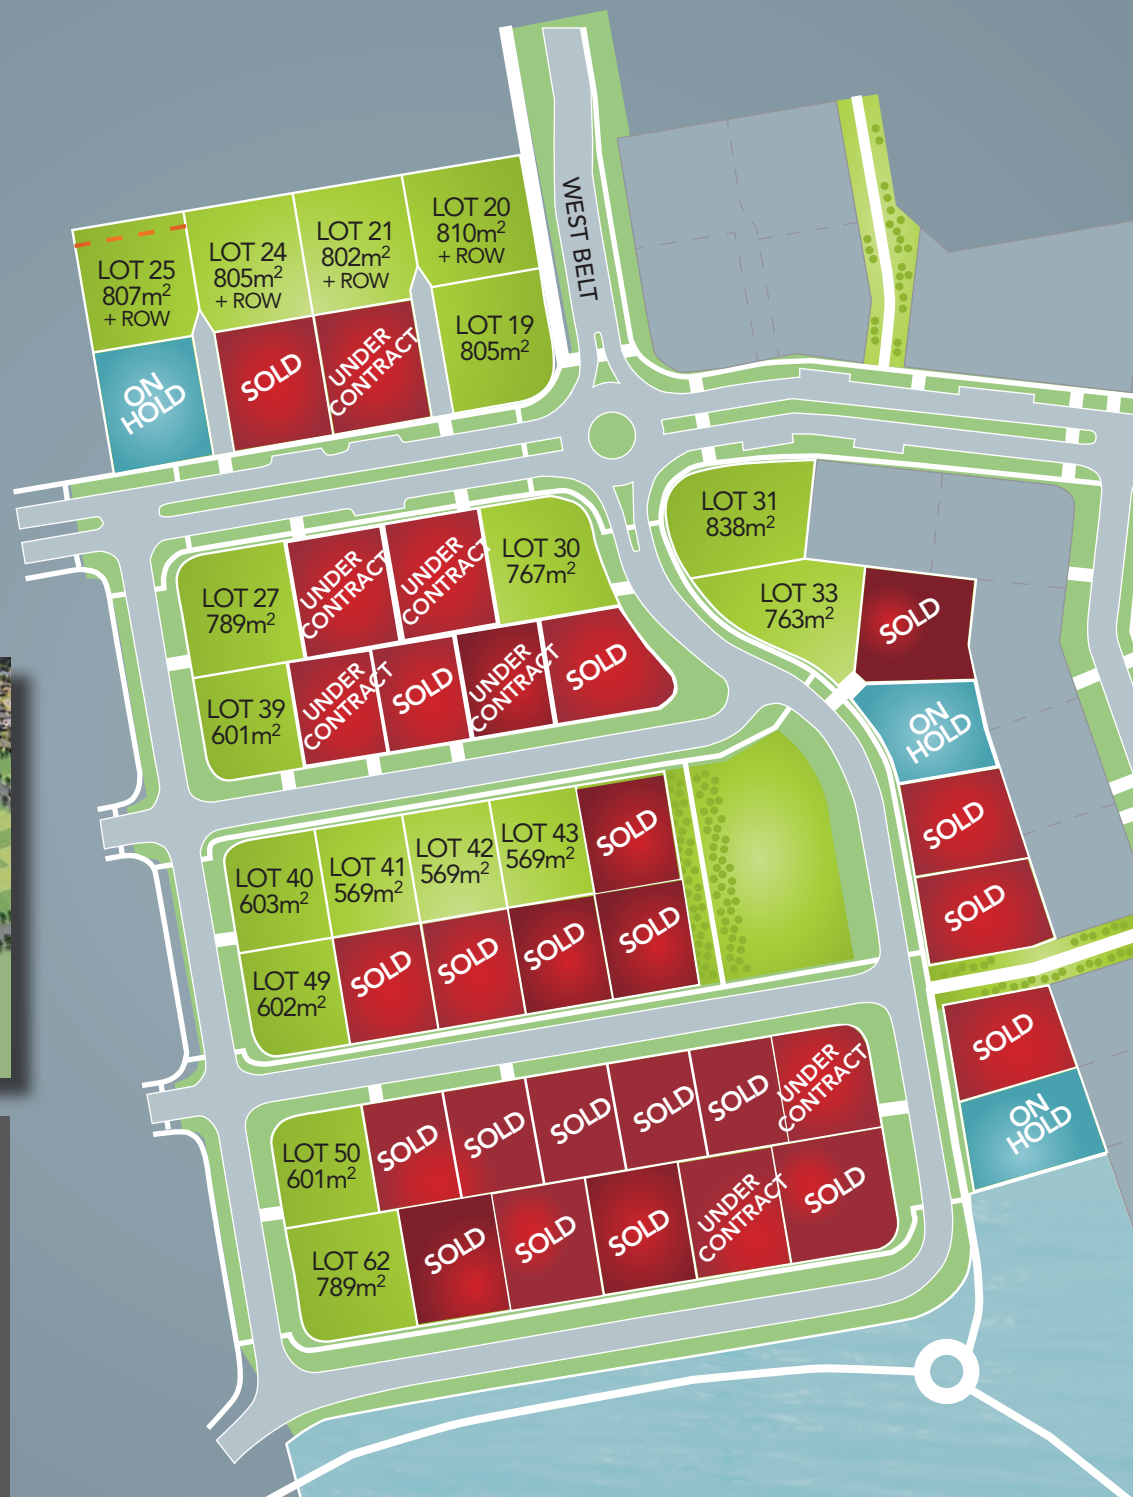 WEST BELT
LOT 20
810m²
+ ROW
LOT 21
802m²
+ ROW
LOT 24
805m²
+ ROW
LOT 25
807m²
+ ROW
LOT 19
805m²
UNDER
CONTRACT
SOLD
ON
HOLD
LOT 31
838m²
LOT 30
767m²
UNDER
CONTRACT
UNDER
CONTRACT
LOT 27
789m²
LOT 33
763m²
SOLD
SOLD
UNDER
CONTRACT
SOLD
UNDER
CONTRACT
LOT 39
601m²
ON
HOLD
SOLD
SOLD
LOT 43
569m²
LOT 42
569m²
LOT 41
569m²
LOT 40
603m²
SOLD
SOLD
SOLD
SOLD
SOLD
LOT 49
602m²
SOLD
ON
HOLD
UNDER
CONTRACT
SOLD
SOLD
SOLD
SOLD
SOLD
LOT 50
601m²
SOLD
UNDER
CONTRACT
SOLD
SOLD
SOLD
LOT 62
789m²